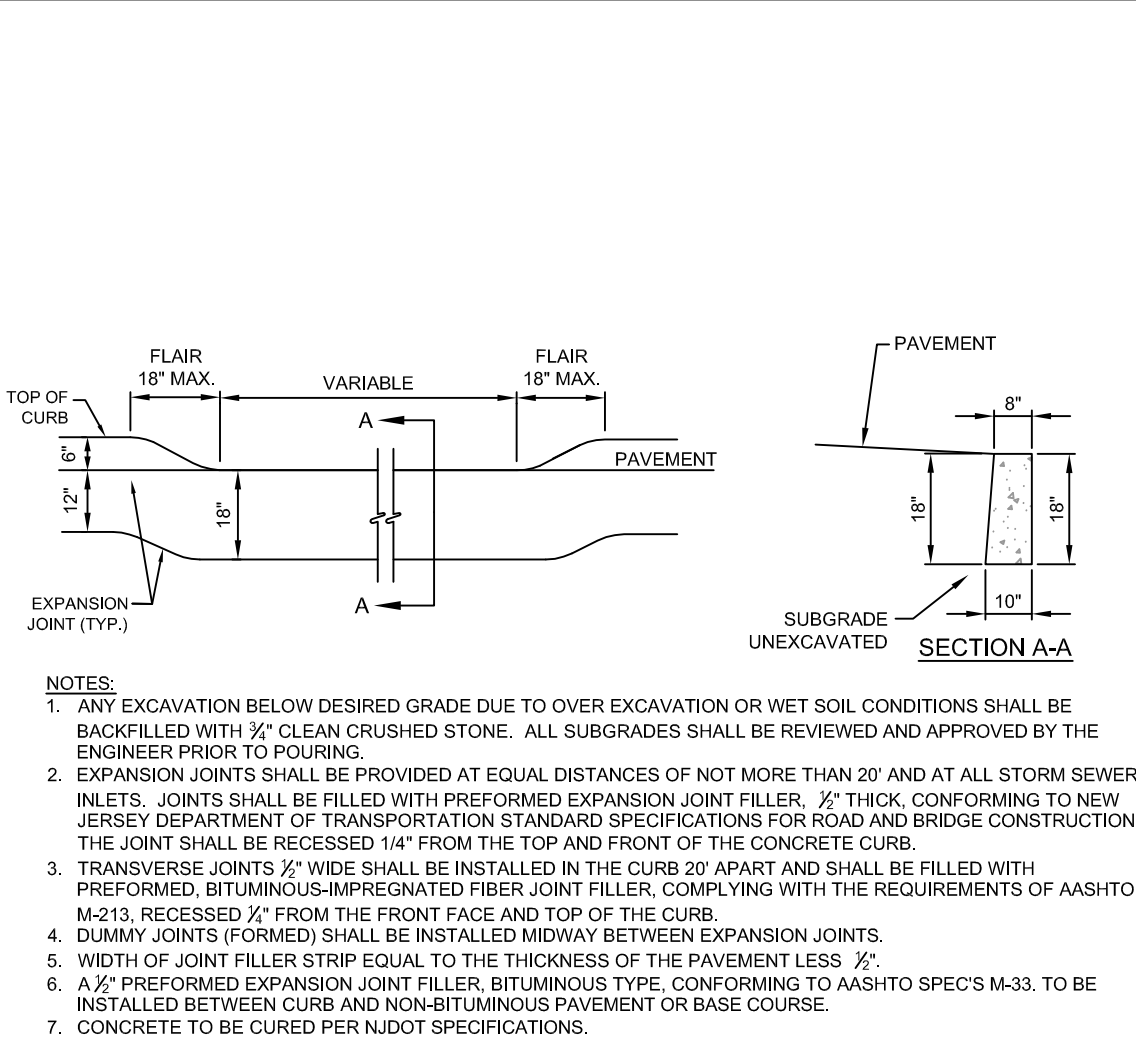 FLAIR
18" MAX.
VARIABLE
FLAIR
18" MAX.
TOP OF
CURB
A
6"
PAVEMENT
12"
18"
A
EXPANSION
JOINT (TYP.)
PAVEMENT
8"
18"
18"
10"
SUBGRADE
UNEXCAVATED
SECTION A-A
NOTES:
1. ANY EXCAVATION BELOW DESIRED GRADE DUE TO OVER EXCAVATION OR WET SOIL CONDITIONS SHALL BE
BACKFILLED WITH ¾" CLEAN CRUSHED STONE. ALL SUBGRADES SHALL BE REVIEWED AND APPROVED BY THE
ENGINEER PRIOR TO POURING.
2. EXPANSION JOINTS SHALL BE PROVIDED AT EQUAL DISTANCES OF NOT MORE THAN 20' AND AT ALL STORM SEWER
INLETS. JOINTS SHALL BE FILLED WITH PREFORMED EXPANSION JOINT FILLER, ½" THICK, CONFORMING TO NEW
JERSEY DEPARTMENT OF TRANSPORTATION STANDARD SPECIFICATIONS FOR ROAD AND BRIDGE CONSTRUCTION
THE JOINT SHALL BE RECESSED 1/4" FROM THE TOP AND FRONT OF THE CONCRETE CURB.
3. TRANSVERSE JOINTS ½" WIDE SHALL BE INSTALLED IN THE CURB 20' APART AND SHALL BE FILLED WITH
PREFORMED, BITUMINOUS-IMPREGNATED FIBER JOINT FILLER, COMPLYING WITH THE REQUIREMENTS OF AASHTO
M-213, RECESSED ¼" FROM THE FRONT FACE AND TOP OF THE CURB.
4. DUMMY JOINTS (FORMED) SHALL BE INSTALLED MIDWAY BETWEEN EXPANSION JOINTS.
5. WIDTH OF JOINT FILLER STRIP EQUAL TO THE THICKNESS OF THE PAVEMENT LESS ½".
6. A ½" PREFORMED EXPANSION JOINT FILLER, BITUMINOUS TYPE, CONFORMING TO AASHTO SPEC'S M-33. TO BE
INSTALLED BETWEEN CURB AND NON-BITUMINOUS PAVEMENT OR BASE COURSE.
7. CONCRETE TO BE CURED PER NJDOT SPECIFICATIONS.